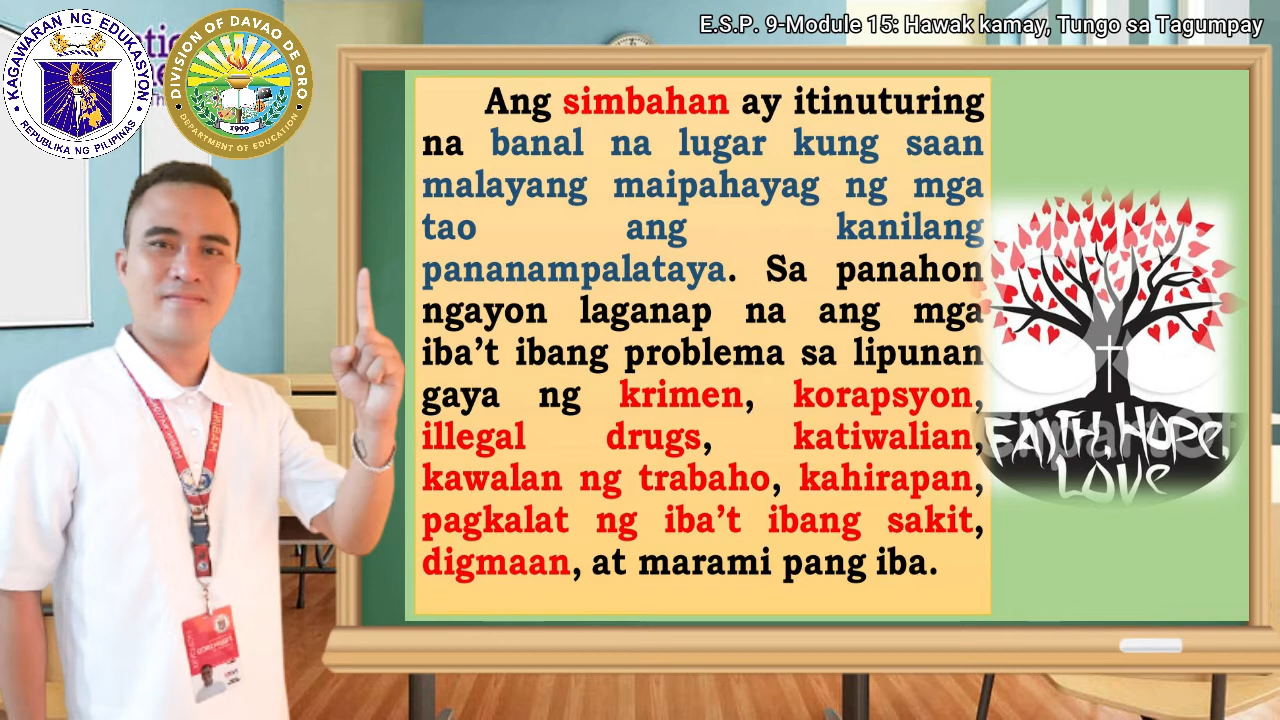 E.S.P. 9-Module 15: Hawak kamay, Tungo sa Tagumpay
KAGAWARAN NG EDUKASYON
REPUBLIKA NG PILIPINAS
DIVISION OF DAVAO DE ORO
1999
DEPARTMENT OF EDUCATION
Ang simbahan ay itinuturing
na banal na lugar kung saan
malayang maipahayag ng mga
tao ang kanilang
pananampalataya. Sa panahon
ngayon laganap na ang mga
iba't ibang problema sa lipunan
gaya ng krimen, korapsyon,
illegal drugs, katiwalian,
kawalan ng trabaho, kahirapan,
pagkalat ng iba't ibang sakit,
digmaan, at marami pang iba.
FAITH, HOPE,
LOVE